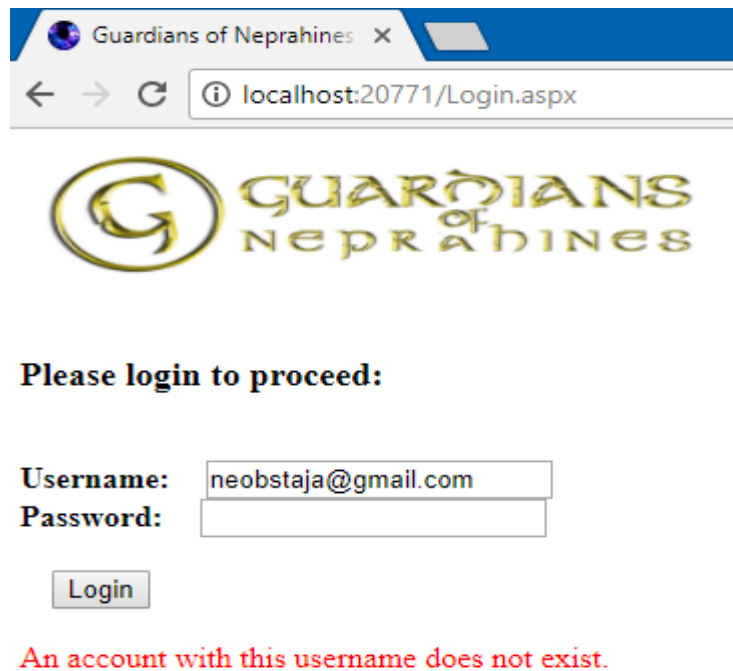 Guardians of Neprahines
localhost:20771/Login.aspx
G GUARDIANS
of
NEPRAHINES
Please login to proceed:
Username: neobstaja@gmail.com
Password:
Login
An account with this username does not exist.